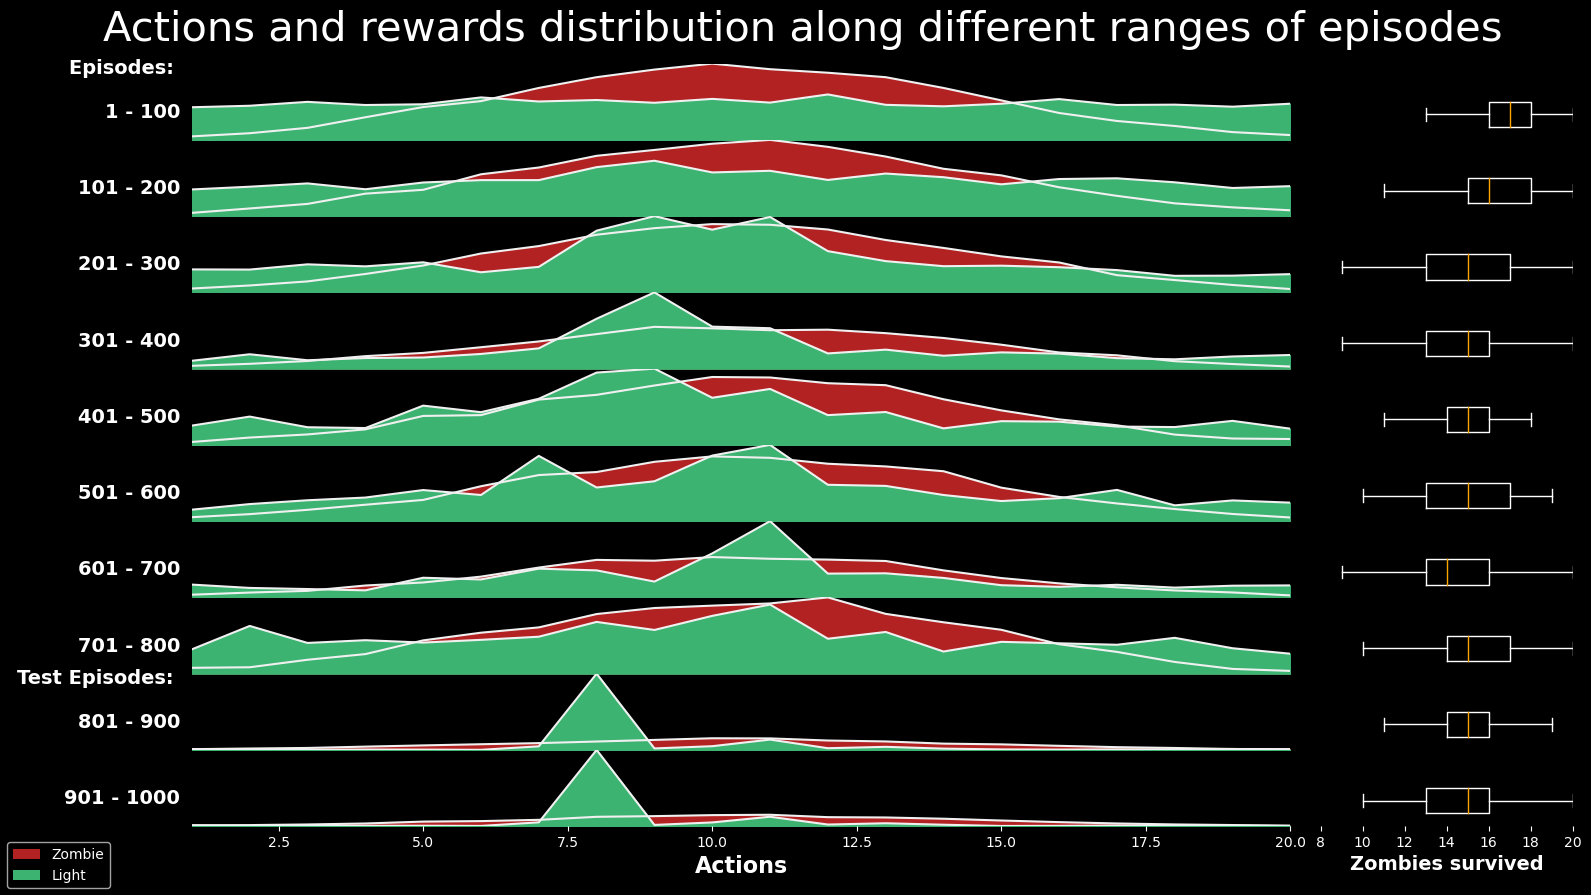 Actions and rewards distribution along different ranges of episodes
Episodes:
1 - 100
101 - 200
201 - 300
301 - 400
401 - 500
501 - 600
601 - 700
701 - 800
Test Episodes:
801 - 900
901 - 1000
2.5 5.0 7.5 10.0 12.5 15.0 17.5 20.0 8 10 12 14 16 18 20
Actions
Zombies survived
Zombie
Light